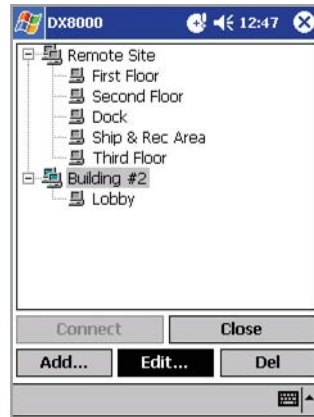 DX8000 12:47
Remote Site
First Floor
Second Floor
Dock
Ship & Rec Area
Third Floor
Building #2
Lobby
Connect Close
Add... Edit... Del